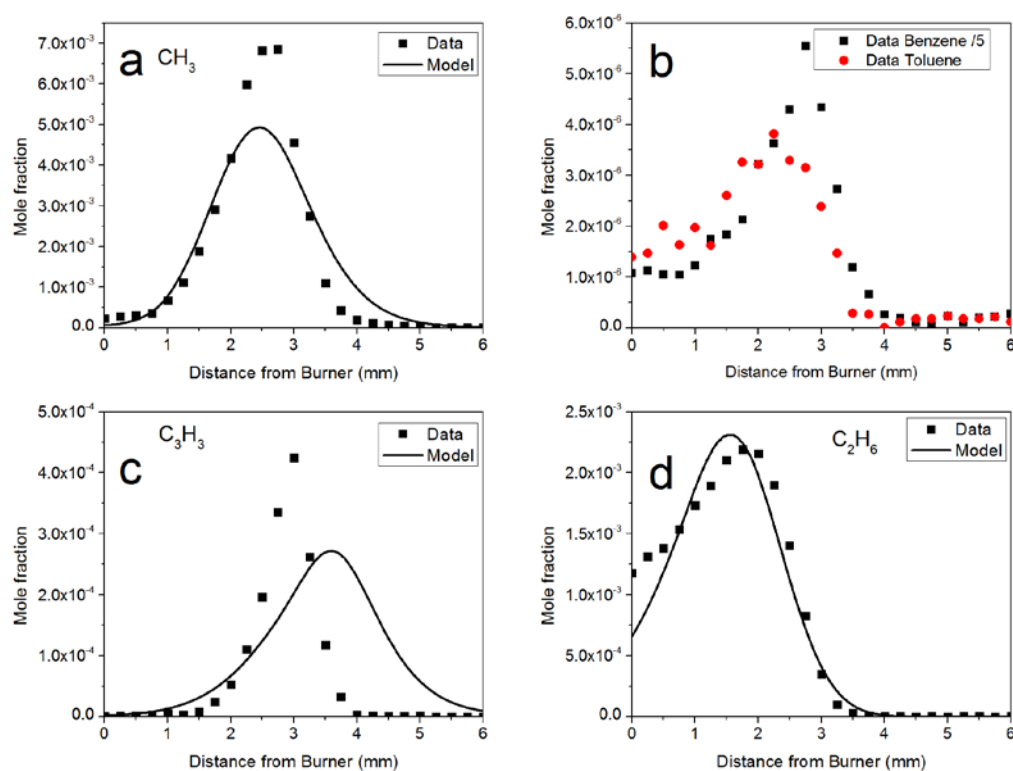 a
CH₃
Data
Model
Mole fraction
7.0x10⁻³
6.0x10⁻³
5.0x10⁻³
4.0x10⁻³
3.0x10⁻³
2.0x10⁻³
1.0x10⁻³
0.0
0 1 2 3 4 5 6
Distance from Burner (mm)
b
Data Benzene /5
Data Toluene
Mole fraction
6.0x10⁻⁶
5.0x10⁻⁶
4.0x10⁻⁶
3.0x10⁻⁶
2.0x10⁻⁶
1.0x10⁻⁶
0.0
0 1 2 3 4 5 6
Distance from Burner (mm)
c
C₃H₃
Data
Model
Mole fraction
5.0x10⁻⁴
4.0x10⁻⁴
3.0x10⁻⁴
2.0x10⁻⁴
1.0x10⁻⁴
0.0
0 1 2 3 4 5 6
Distance from Burner (mm)
d
C₂H₆
Data
Model
Mole fraction
2.5x10⁻³
2.0x10⁻³
1.5x10⁻³
1.0x10⁻³
5.0x10⁻⁴
0.0
0 1 2 3 4 5 6
Distance from Burner (mm)